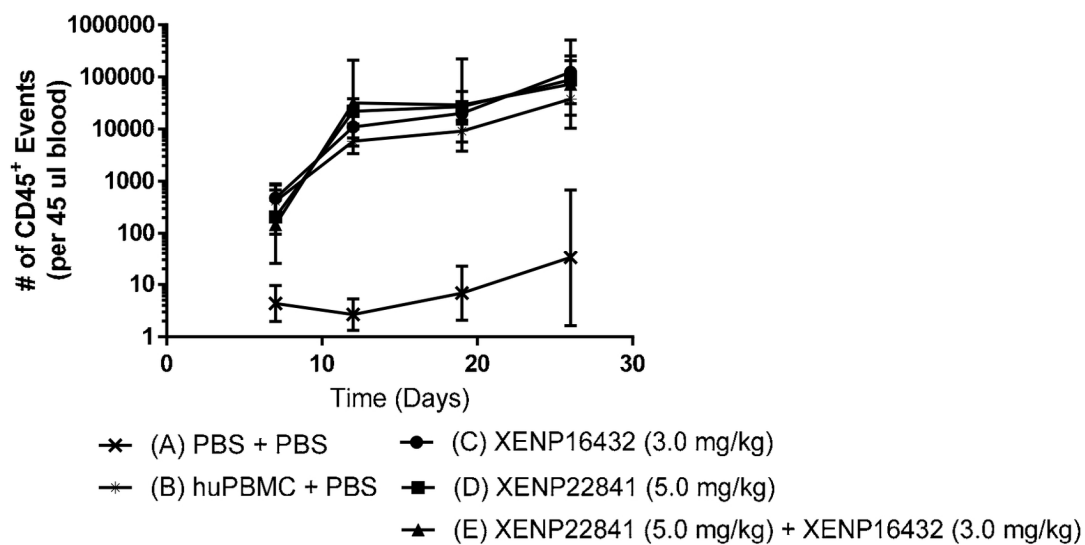 1000000
100000
10000
1000
100
10
1
# of CD45+ Events
(per 45 ul blood)
0 10 20 30
Time (Days)
(A) PBS + PBS
(B) huPBMC + PBS
(C) XENP16432 (3.0 mg/kg)
(D) XENP22841 (5.0 mg/kg)
(E) XENP22841 (5.0 mg/kg) + XENP16432 (3.0 mg/kg)